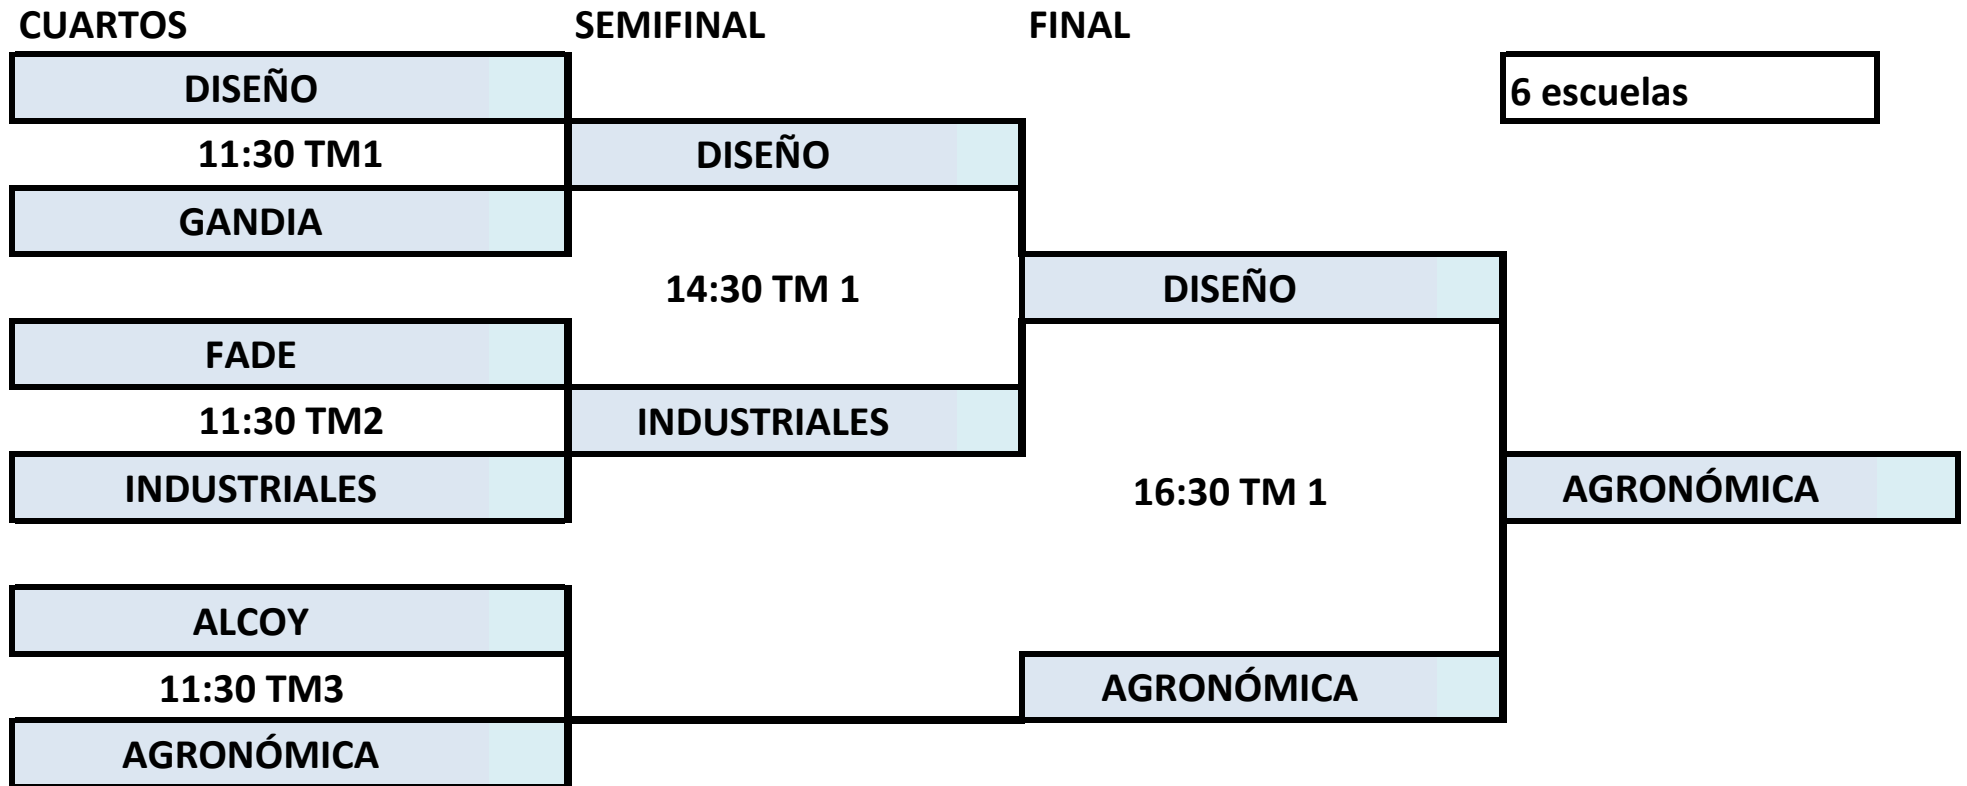 CUARTOS SEMIFINAL FINAL
DISEÑO
6 escuelas
11:30 TM1
DISEÑO
GANDIA
14:30 TM 1
DISEÑO
FADE
11:30 TM2
INDUSTRIALES
INDUSTRIALES
16:30 TM 1
AGRONÓMICA
ALCOY
11:30 TM3
AGRONÓMICA
AGRONÓMICA